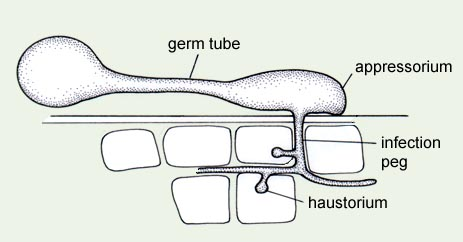 germ tube
appressorium
infection
peg
haustorium